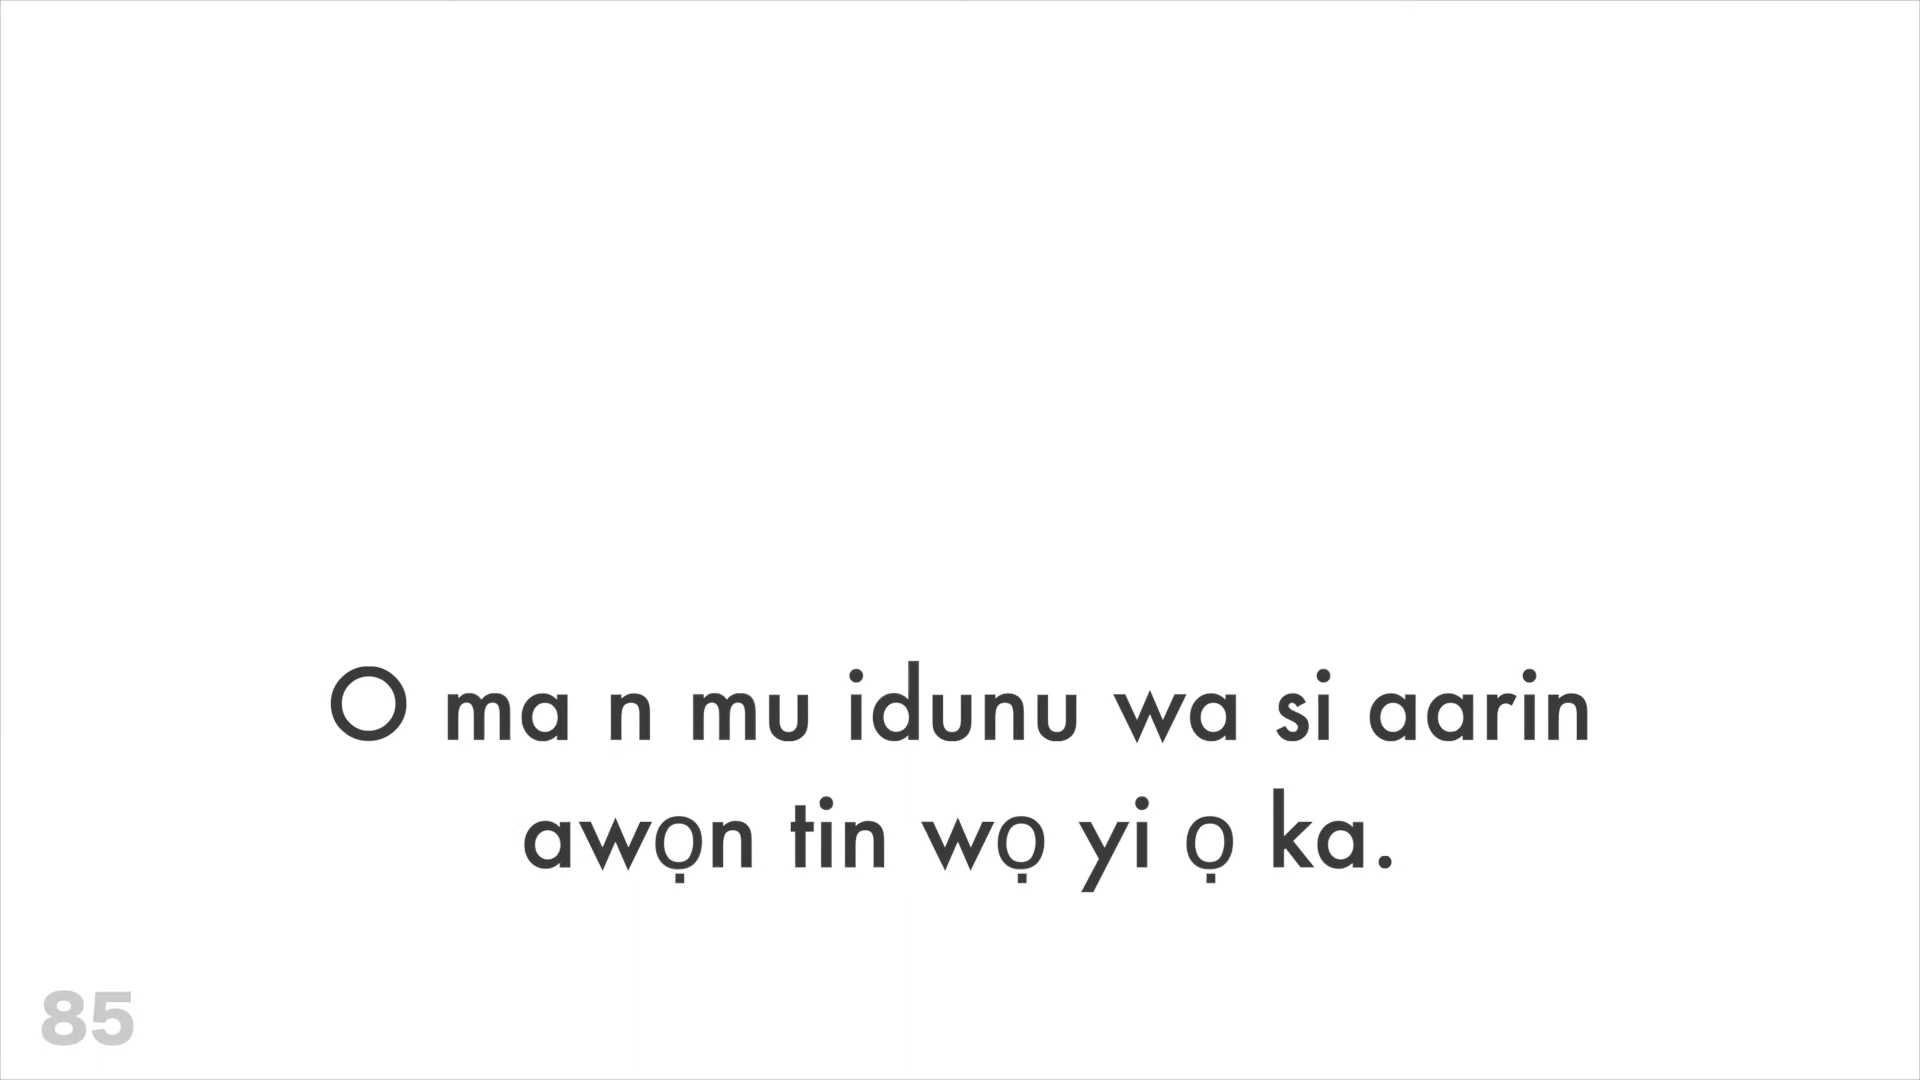 O ma n mu idunu wa si aarin
awọn tin wọ yi ọ ka.
85